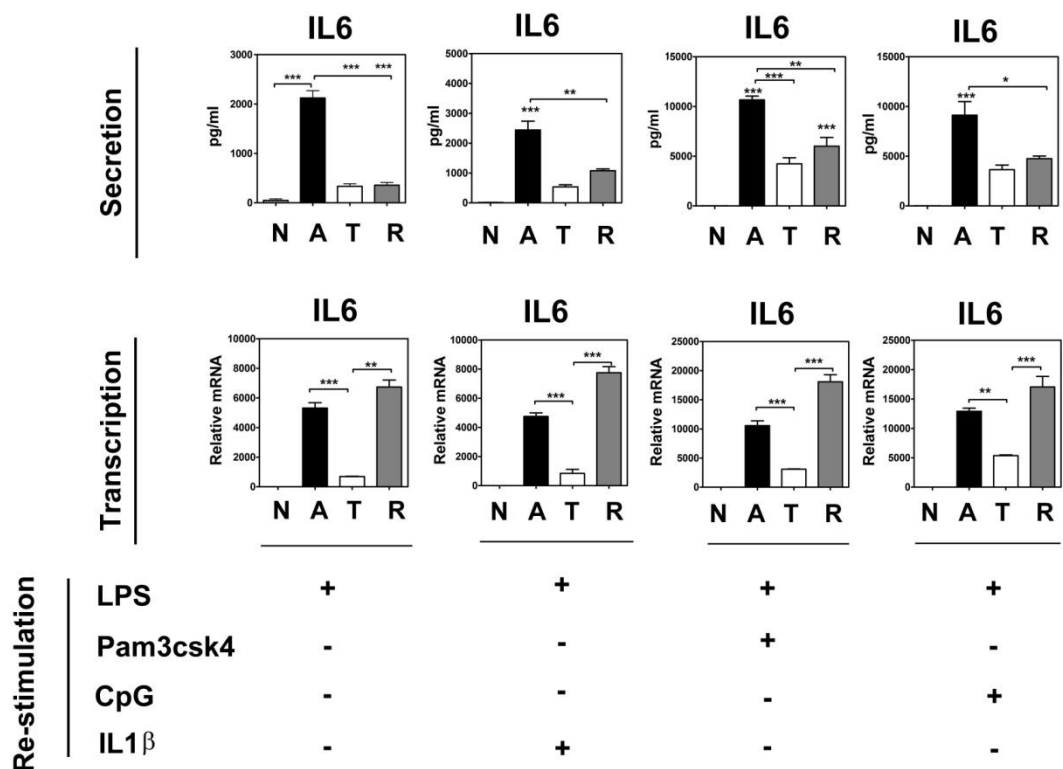 IL6 IL6 IL6 IL6
Secretion
pg/ml
3000
2000
1000
0
*** *** ***
N A T R
pg/ml
5000
4000
3000
2000
1000
0
*** **
N A T R
pg/ml
15000
10000
5000
0
**
***
*** ***
N A T R
pg/ml
15000
10000
5000
0
*
***
N A T R
IL6 IL6 IL6 IL6
Transcription
Relative mRNA
10000
8000
6000
4000
2000
0
*** **
N A T R
Relative mRNA
10000
8000
6000
4000
2000
0
*** ***
N A T R
Relative mRNA
25000
20000
15000
10000
5000
0
*** ***
N A T R
Relative mRNA
25000
20000
15000
10000
5000
0
** ***
N A T R
Re-stimulation
LPS + + + +
Pam3csk4 - - + -
CpG - - - +
IL1β - + - -